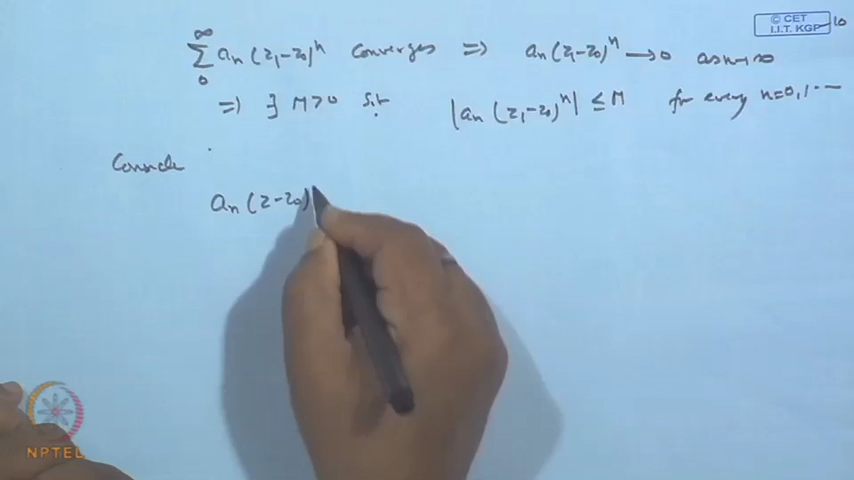 © CET
I.I.T. KGP
10
∞
∑ aₙ(z₁-z₀)ⁿ converges ⇒ aₙ(z₁-z₀)ⁿ → 0 as n→∞
0
⇒ ∃ M>0 s.t. |aₙ(z₁-z₀)ⁿ| ≤ M for every n=0,1...
Consider
aₙ(z-z₀)
NPTEL